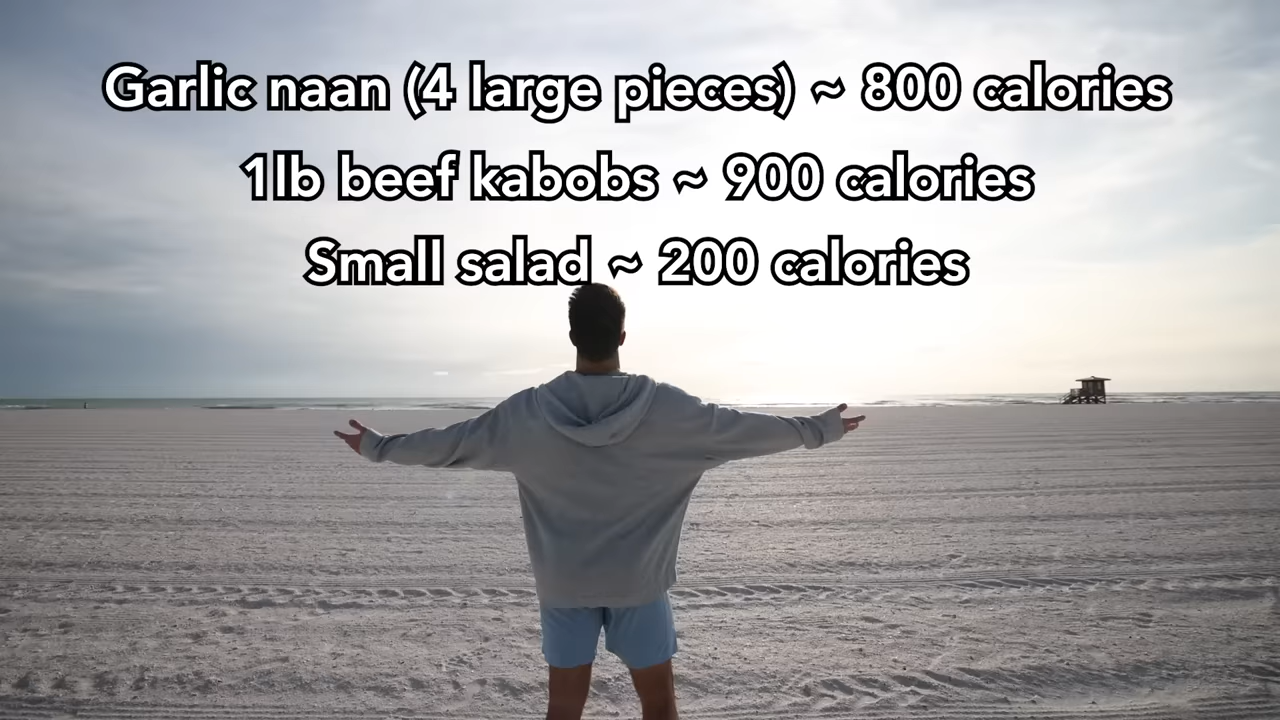 Garlic naan (4 large pieces) ~ 800 calories
1lb beef kabobs ~ 900 calories
Small salad ~ 200 calories